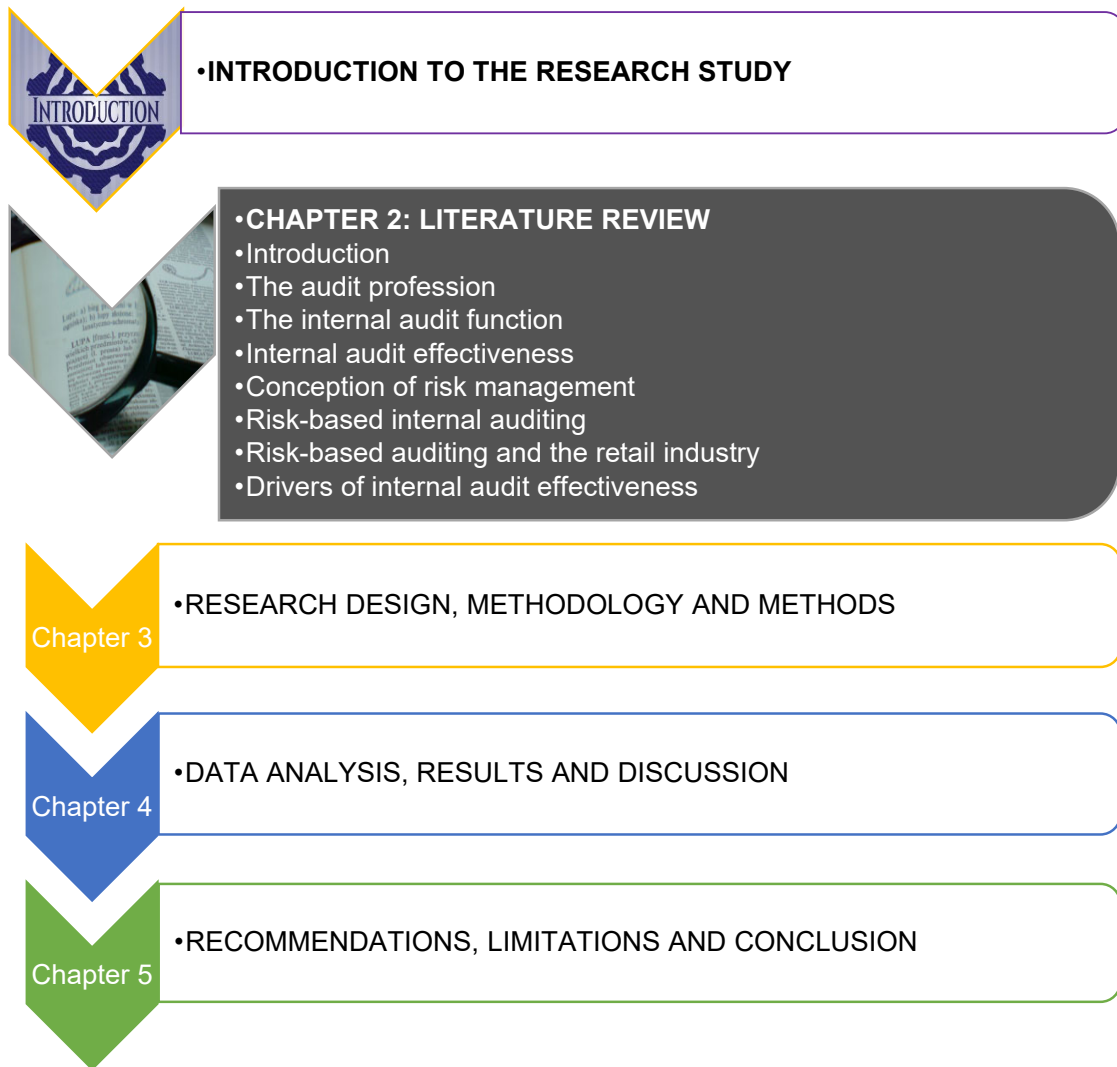 INTRODUCTION
•INTRODUCTION TO THE RESEARCH STUDY
•CHAPTER 2: LITERATURE REVIEW
•Introduction
•The audit profession
•The internal audit function
•Internal audit effectiveness
•Conception of risk management
•Risk-based internal auditing
•Risk-based auditing and the retail industry
•Drivers of internal audit effectiveness
Chapter 3
•RESEARCH DESIGN, METHODOLOGY AND METHODS
Chapter 4
•DATA ANALYSIS, RESULTS AND DISCUSSION
Chapter 5
•RECOMMENDATIONS, LIMITATIONS AND CONCLUSION